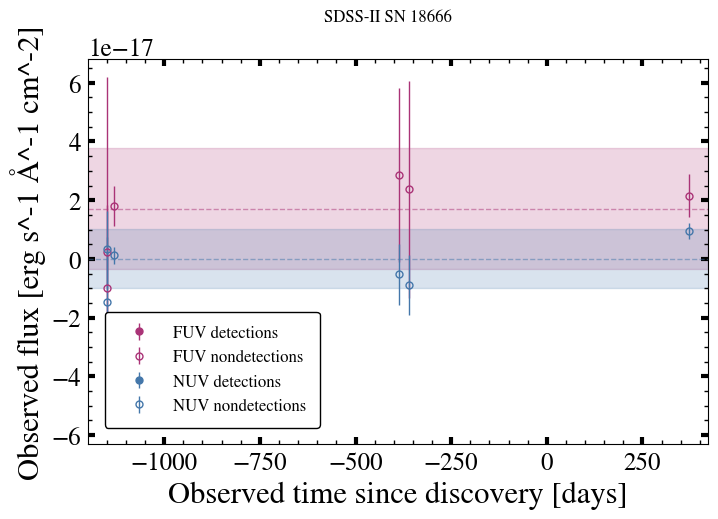 SDSS-II SN 18666
1e−17
6
4
2
0
−2
−4
−6
Observed flux [erg s^-1 Å^-1 cm^-2]
FUV detections
FUV nondetections
NUV detections
NUV nondetections
−1000 −750 −500 −250 0 250
Observed time since discovery [days]